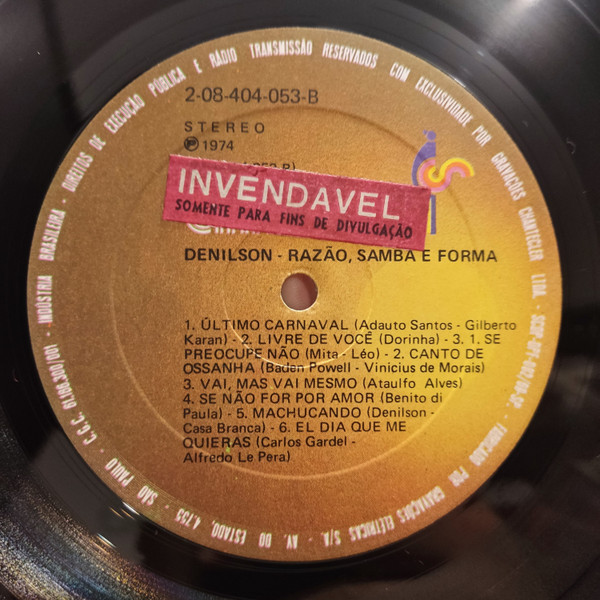 2-08-404-053-B
STEREO
Ⓟ 1974
INVENDAVEL
SOMENTE PARA FINS DE DIVULGAÇÃO
DENILSON - RAZÃO, SAMBA E FORMA
1. ÚLTIMO CARNAVAL (Adauto Santos - Gilberto
Karan) - 2. LIVRE DE VOCÊ (Dorinha) - 3. 1. SE
PREOCUPE NÃO (Mita - Léo) - 2. CANTO DE
OSSANHA (Baden Powell - Vinicius de Morais)
3. VAI, MAS VAI MESMO (Ataulfo Alves)
4. SE NÃO FOR POR AMOR (Benito di
Paula) - 5. MACHUCANDO (Denilson -
Casa Branca) - 6. EL DIA QUE ME
QUIERAS (Carlos Gardel -
Alfredo Le Pera)
INDÚSTRIA BRASILEIRA - DIREITOS DE EXECUÇÃO PÚBLICA E RÁDIO TRANSMISSÃO RESERVADOS COM EXCLUSIVIDADE POR GRAVAÇÕES CHANTECLER LTDA.
FABRICADO POR GRAVAÇÕES ELÉTRICAS S/A - AV. DO ESTADO, 4.755 - SÃO PAULO - C.G.C.